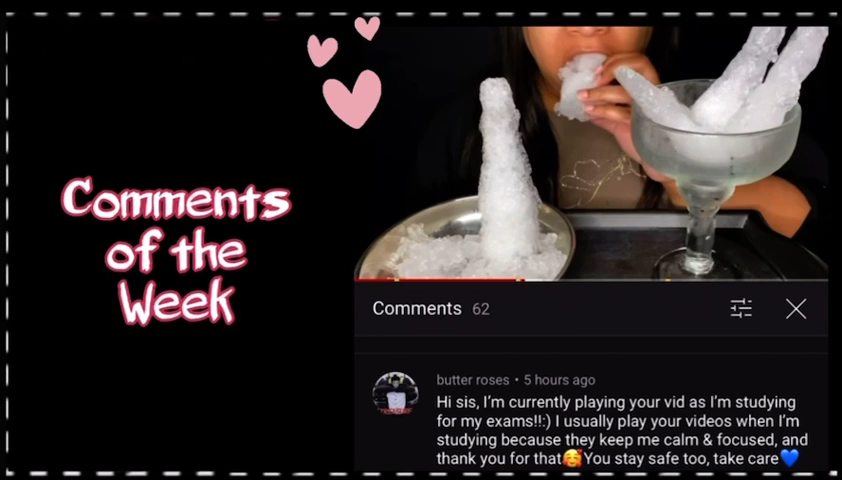 Comments
of the
Week
Comments 62
butter roses • 5 hours ago
Hi sis, I'm currently playing your vid as I'm studying
for my exams!!:) I usually play your videos when I'm
studying because they keep me calm & focused, and
thank you for that🥰You stay safe too, take care💙